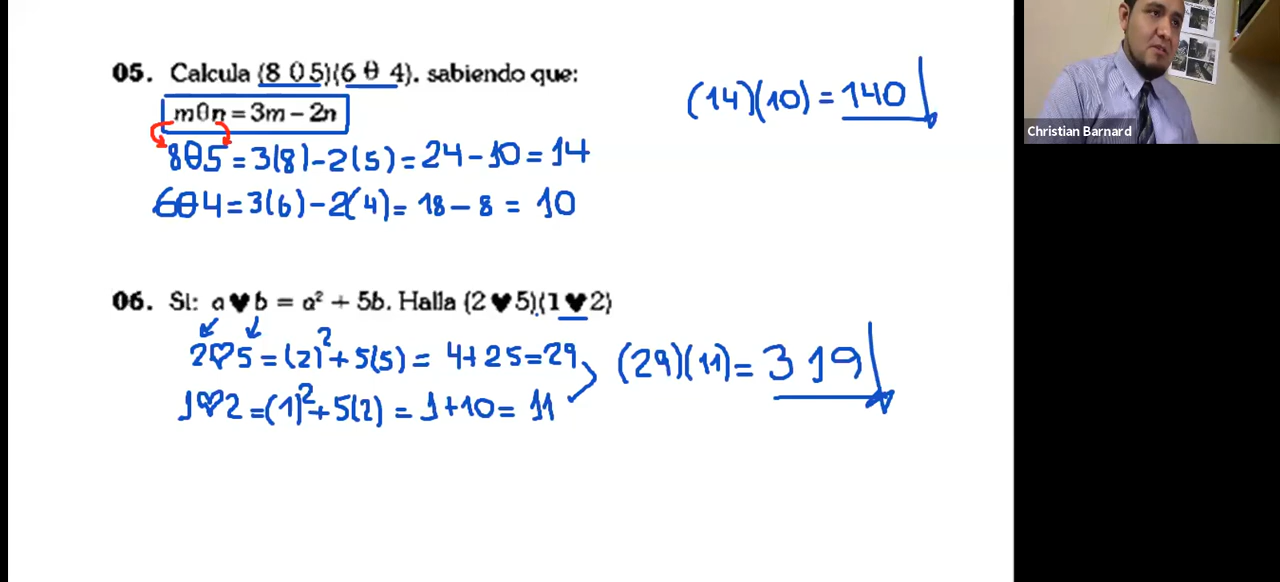 05. Calcula (8 θ 5)(6 θ 4), sabiendo que:
mθn = 3m – 2n
8θ5 = 3(8) – 2(5) = 24 – 10 = 14
6θ4 = 3(6) – 2(4) = 18 – 8 = 10
(14)(10) = 140
Christian Barnard
06. Si: a♥b = a² + 5b. Halla (2♥5)(1♥2)
2♡5 = (2)² + 5(5) = 4+25=29
1♡2 = (1)² + 5(2) = 1+10 = 11
(29)(11) = 319